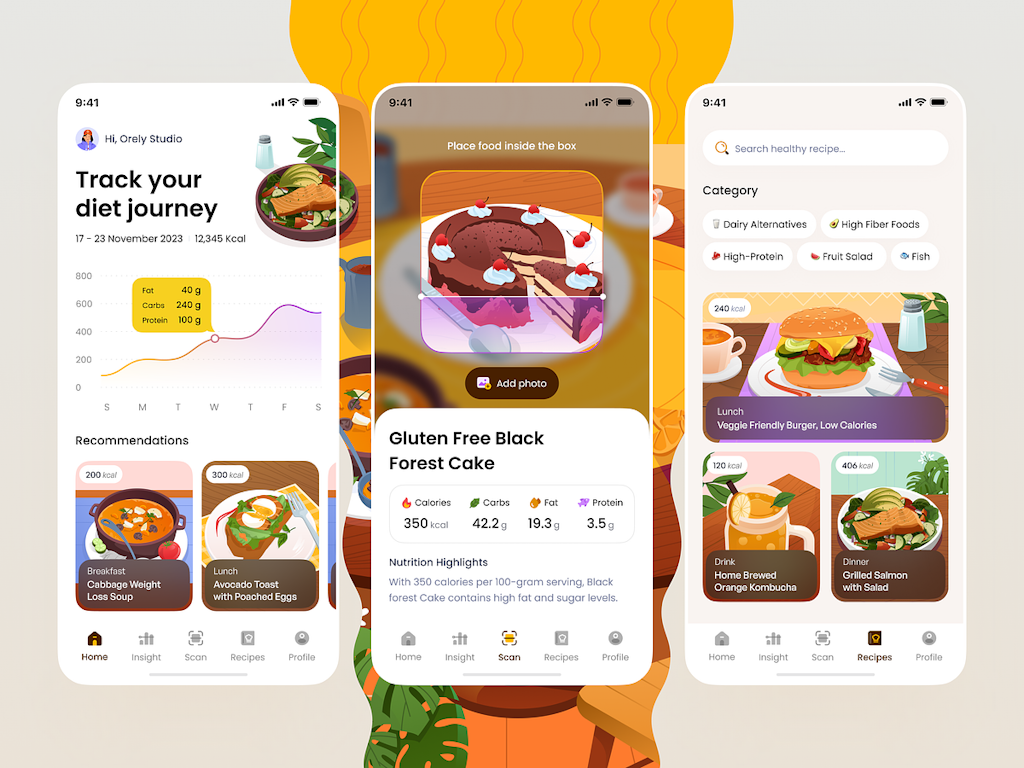 9:41
Hi, Orely Studio
Track your
diet journey
17 - 23 November 2023 12,345 Kcal
800
600
400
200
0
Fat 40 g
Carbs 240 g
Protein 100 g
S M T W T F S
Recommendations
200 kcal
Breakfast
Cabbage Weight
Loss Soup
300 kcal
Lunch
Avocado Toast
with Poached Eggs
Home Insight Scan Recipes Profile
9:41
Place food inside the box
Add photo
Gluten Free Black
Forest Cake
Calories Carbs Fat Protein
350 kcal 42.2 g 19.3 g 3.5 g
Nutrition Highlights
With 350 calories per 100-gram serving, Black
forest Cake contains high fat and sugar levels.
Home Insight Scan Recipes Profile
9:41
Search healthy recipe...
Category
Dairy Alternatives High Fiber Foods
High-Protein Fruit Salad Fish
240 kcal
Lunch
Veggie Friendly Burger, Low Calories
120 kcal
Drink
Home Brewed
Orange Kombucha
406 kcal
Dinner
Grilled Salmon
with Salad
Home Insight Scan Recipes Profile